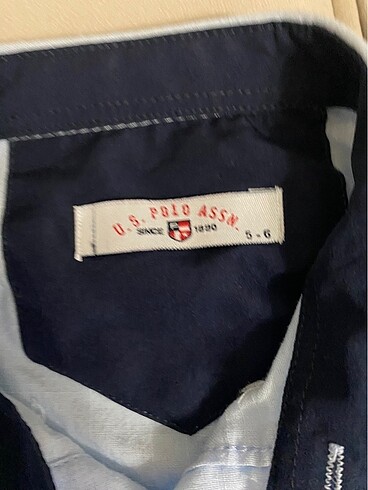 U.S. POLO ASSN.
SINCE 1890
5-6